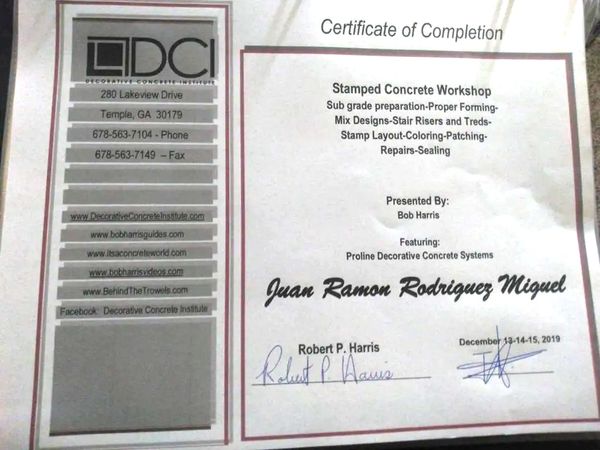 DCI
DECORATIVE CONCRETE INSTITUTE
280 Lakeview Drive
Temple, GA 30179
678-563-7104 - Phone
678-563-7149 – Fax
www.DecorativeConcreteInstitute.com
www.bobharrisguides.com
www.itsaconcreteworld.com
www.bobharrisvideos.com
www.BehindTheTrowels.com
Facebook: Decorative Concrete Institute
Certificate of Completion
Stamped Concrete Workshop
Sub grade preparation-Proper Forming-
Mix Designs-Stair Risers and Treds-
Stamp Layout-Coloring-Patching-
Repairs-Sealing
Presented By:
Bob Harris
Featuring:
Proline Decorative Concrete Systems
Juan Ramon Rodriguez Miguel
Robert P. Harris
Robert P. Harris
December 13-14-15, 2019